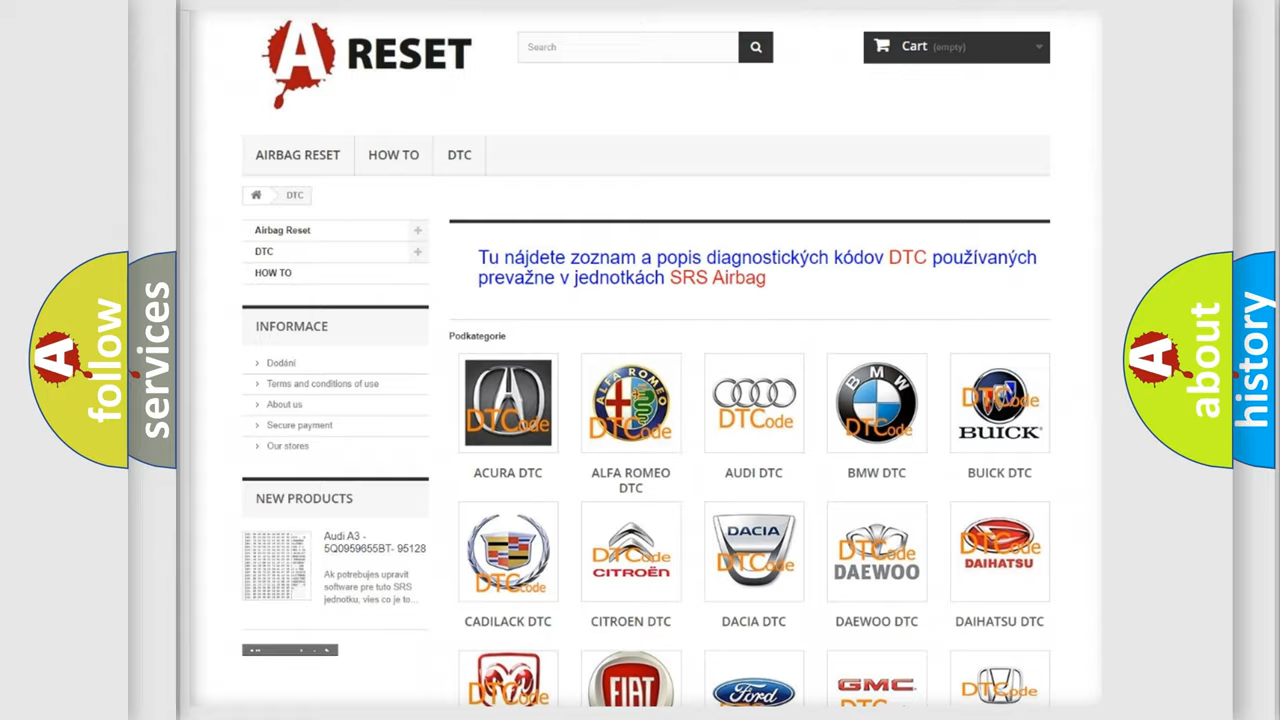 A RESET
Search
Cart (empty)
AIRBAG RESET
HOW TO
DTC
DTC
Airbag Reset
DTC
HOW TO
INFORMACE
Dodání
Terms and conditions of use
About us
Secure payment
Our stores
NEW PRODUCTS
Audi A3 -
5Q0959655BT- 95128
Ak potrebujes upravit
software pre tuto SRS
jednotku, vies co je to...
Tu nájdete zoznam a popis diagnostických kódov DTC používaných
prevažne v jednotkách SRS Airbag
Podkategorie
DTCode
ALFA ROMEO
DTCode
DTCode
BMW
DTCode
DTCode
BUICK
ACURA DTC
ALFA ROMEO
DTC
AUDI DTC
BMW DTC
BUICK DTC
DTCode
DTCode
CITROËN
DACIA
DTCode
DTCode
DAEWOO
DTCode
DAIHATSU
CADILACK DTC
CITROEN DTC
DACIA DTC
DAEWOO DTC
DAIHATSU DTC
DTCode
FIAT
Ford
GMC
DTCode
A follow
services
A about
history